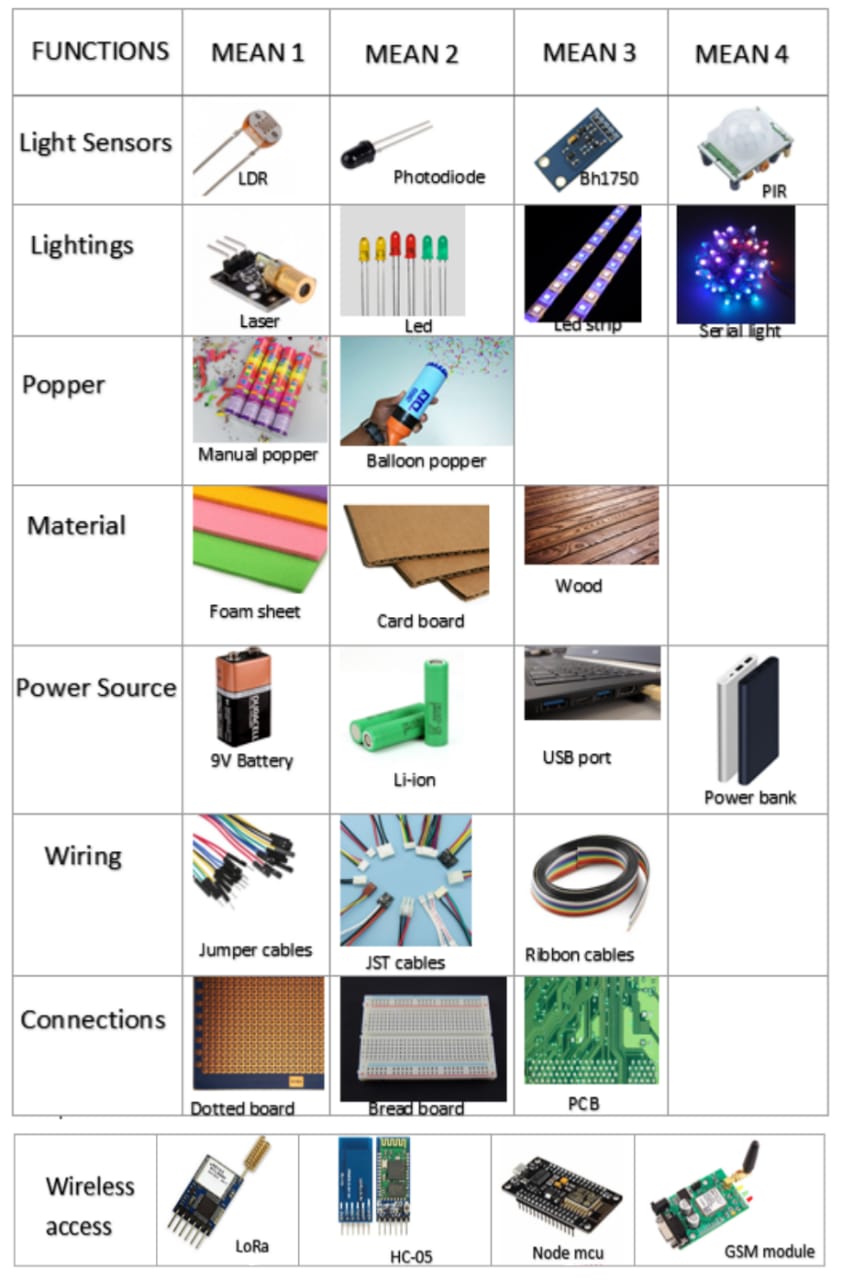 FUNCTIONS MEAN 1 MEAN 2 MEAN 3 MEAN 4
Light Sensors
LDR
Photodiode
Bh1750
PIR
Lightings
Laser
Led
Led strip
Serial light
Popper
Manual popper
Balloon popper
Material
Foam sheet
Card board
Wood
Power Source
DURACELL
9V Battery
Li-ion
USB port
Power bank
Wiring
Jumper cables
JST cables
Ribbon cables
Connections
Dotted board
Bread board
PCB
Wireless
access
LoRa
HC-05
Node mcu
GSM module